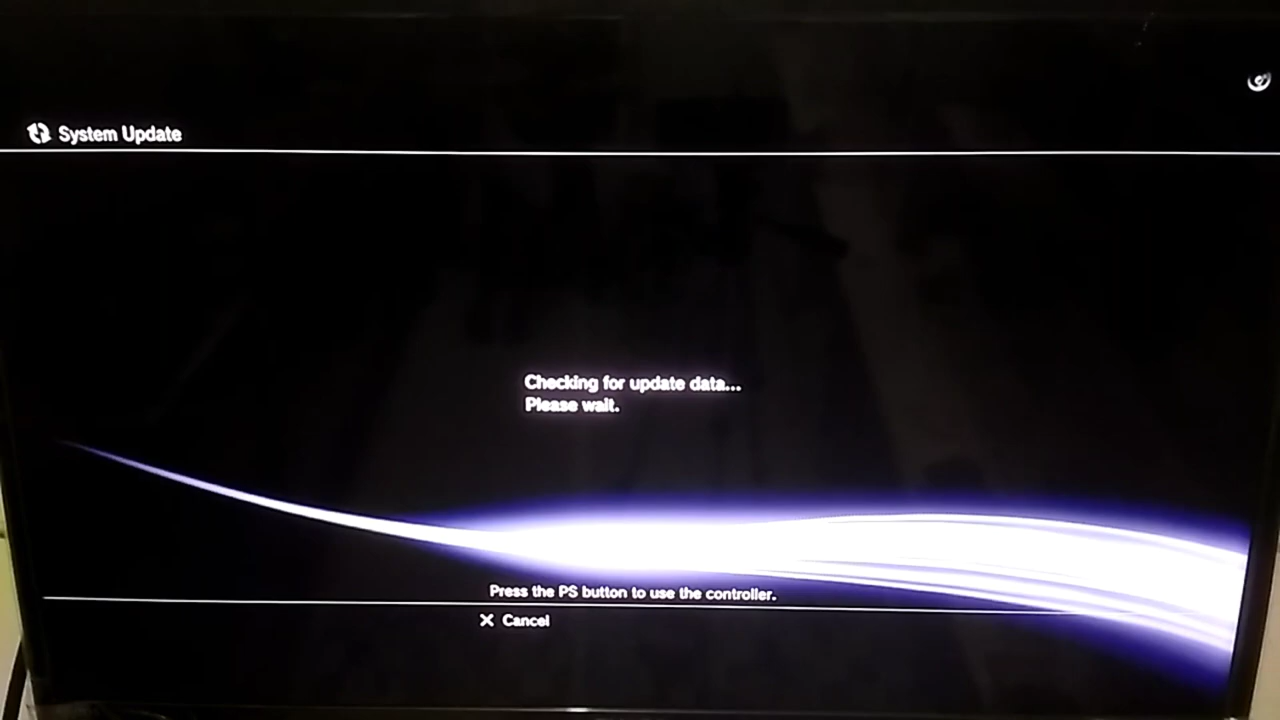 System Update
Checking for update data...
Please wait.
Press the PS button to use the controller.
Cancel